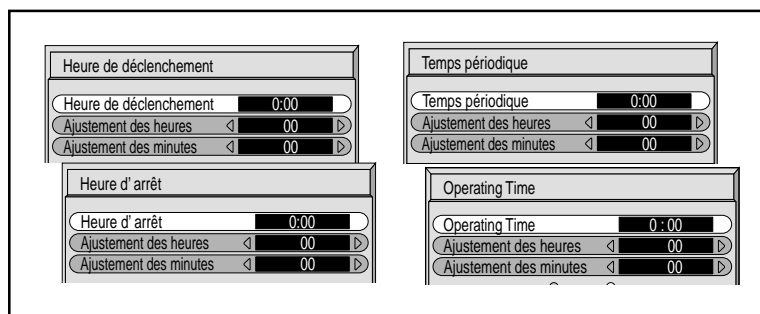 Heure de déclenchement
Heure de déclenchement 0:00
Ajustement des heures 00
Ajustement des minutes 00
Heure d' arrêt
Heure d' arrêt 0:00
Ajustement des heures 00
Ajustement des minutes 00
Temps périodique
Temps périodique 0:00
Ajustement des heures 00
Ajustement des minutes 00
Operating Time
Operating Time 0 : 00
Ajustement des heures 00
Ajustement des minutes 00